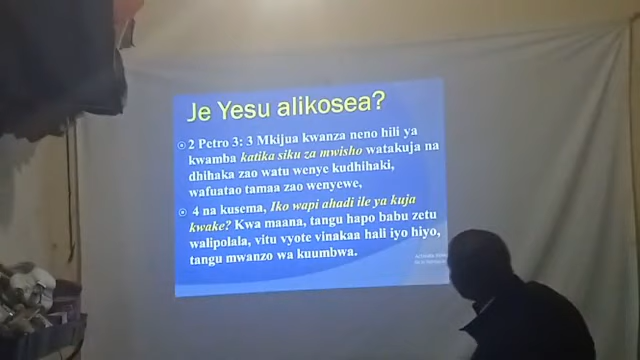 Je Yesu alikosea?
2 Petro 3: 3 Mkijua kwanza neno hili ya
kwamba katika siku za mwisho watakuja na
dhihaka zao watu wenye kudhihaki,
wafuatao tamaa zao wenyewe,
4 na kusema, Iko wapi ahadi ile ya kuja
kwake? Kwa maana, tangu hapo babu zetu
walipolala, vitu vyote vinakaa hali iyo hiyo,
tangu mwanzo wa kuumbwa.